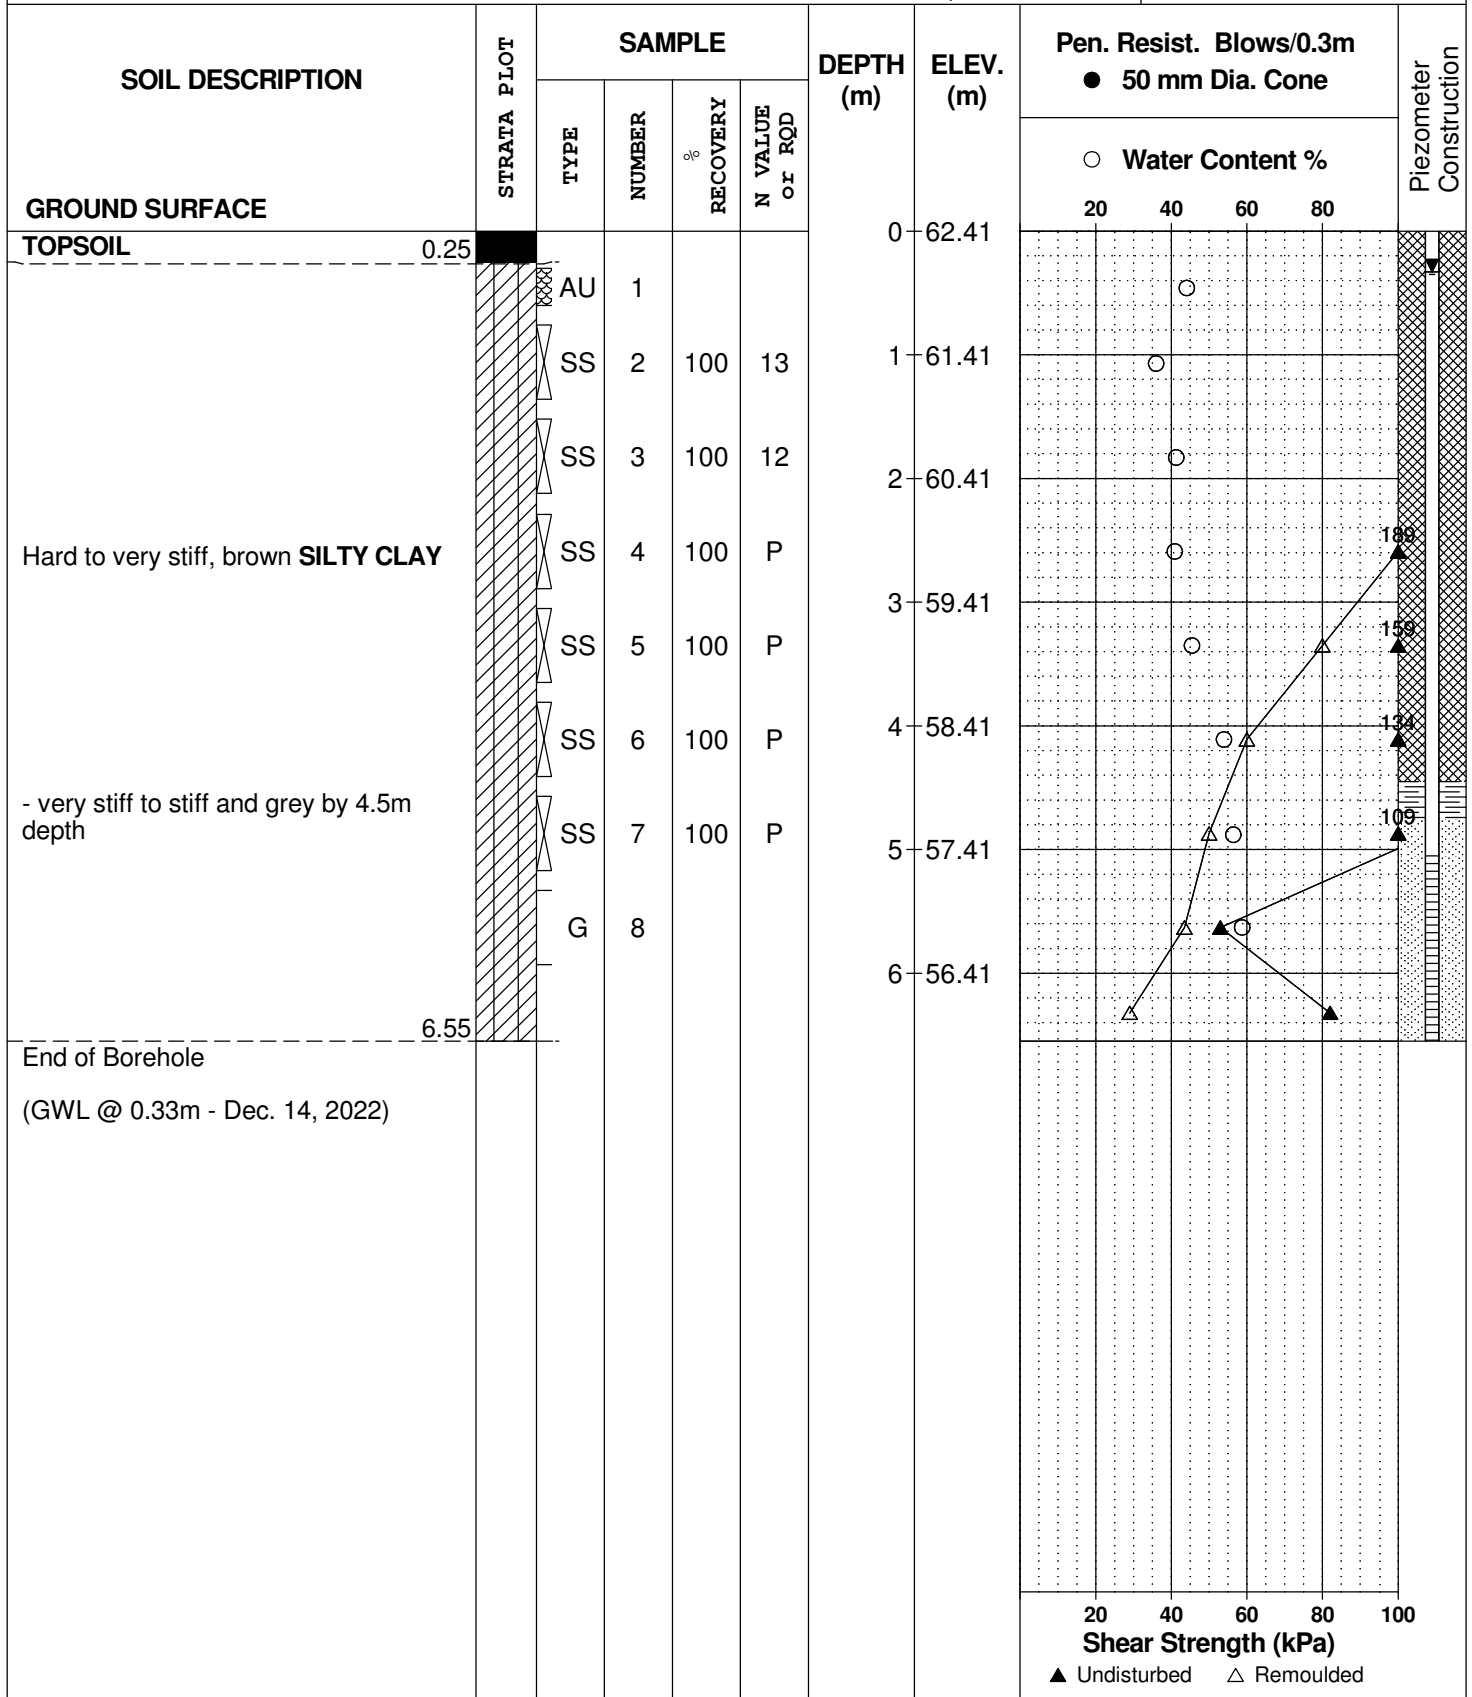 SOIL DESCRIPTION
GROUND SURFACE
STRATA PLOT
SAMPLE
TYPE
NUMBER
% RECOVERY
N VALUE or RQD
DEPTH (m)
ELEV. (m)
Pen. Resist. Blows/0.3m
● 50 mm Dia. Cone
○ Water Content %
20 40 60 80
Piezometer Construction
TOPSOIL 0.25
0 62.41
AU 1
SS 2 100 13
1 61.41
SS 3 100 12
2 60.41
Hard to very stiff, brown SILTY CLAY
SS 4 100 P
189
3 59.41
SS 5 100 P
159
4 58.41
SS 6 100 P
134
- very stiff to stiff and grey by 4.5m
depth
SS 7 100 P
109
5 57.41
G 8
6 56.41
6.55
End of Borehole
(GWL @ 0.33m - Dec. 14, 2022)
20 40 60 80 100
Shear Strength (kPa)
▲ Undisturbed △ Remoulded